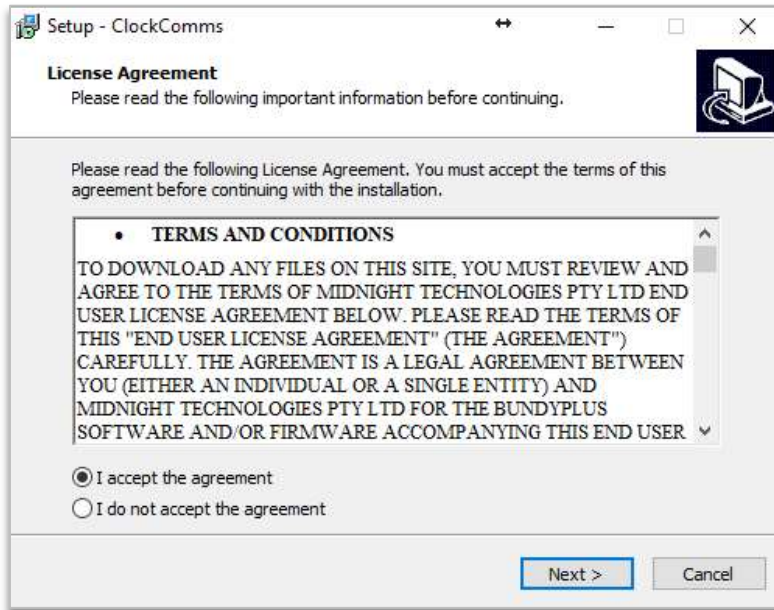 Setup - ClockComms
License Agreement
Please read the following important information before continuing.
Please read the following License Agreement. You must accept the terms of this
agreement before continuing with the installation.
• TERMS AND CONDITIONS
TO DOWNLOAD ANY FILES ON THIS SITE, YOU MUST REVIEW AND
AGREE TO THE TERMS OF MIDNIGHT TECHNOLOGIES PTY LTD END
USER LICENSE AGREEMENT BELOW. PLEASE READ THE TERMS OF
THIS "END USER LICENSE AGREEMENT" (THE AGREEMENT")
CAREFULLY. THE AGREEMENT IS A LEGAL AGREEMENT BETWEEN
YOU (EITHER AN INDIVIDUAL OR A SINGLE ENTITY) AND
MIDNIGHT TECHNOLOGIES PTY LTD FOR THE BUNDYPLUS
SOFTWARE AND/OR FIRMWARE ACCOMPANYING THIS END USER
I accept the agreement
I do not accept the agreement
Next >
Cancel